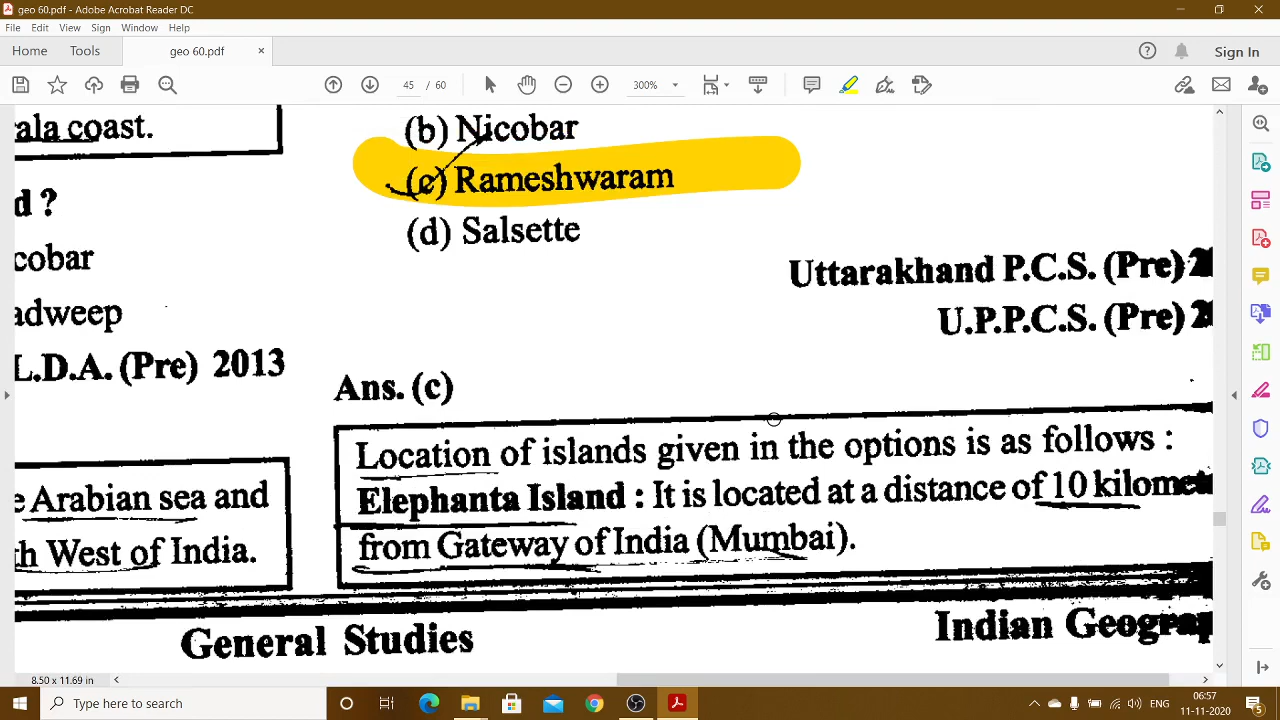 geo 60.pdf - Adobe Acrobat Reader DC
File Edit View Sign Window Help
Home Tools geo 60.pdf × Sign In
45 / 60 300%
ala coast.
d ?
cobar
adweep
L.D.A. (Pre) 2013
e Arabian sea and
th West of India.
(b) Nicobar
(c) Rameshwaram
(d) Salsette
Uttarakhand P.C.S. (Pre)
U.P.P.C.S. (Pre)
Ans. (c)
Location of islands given in the options is as follows :
Elephanta Island : It is located at a distance of 10 kilomet
from Gateway of India (Mumbai).
General Studies Indian Geograp
8.50 x 11.69 in
Type here to search
ENG 06:57
11-11-2020 5